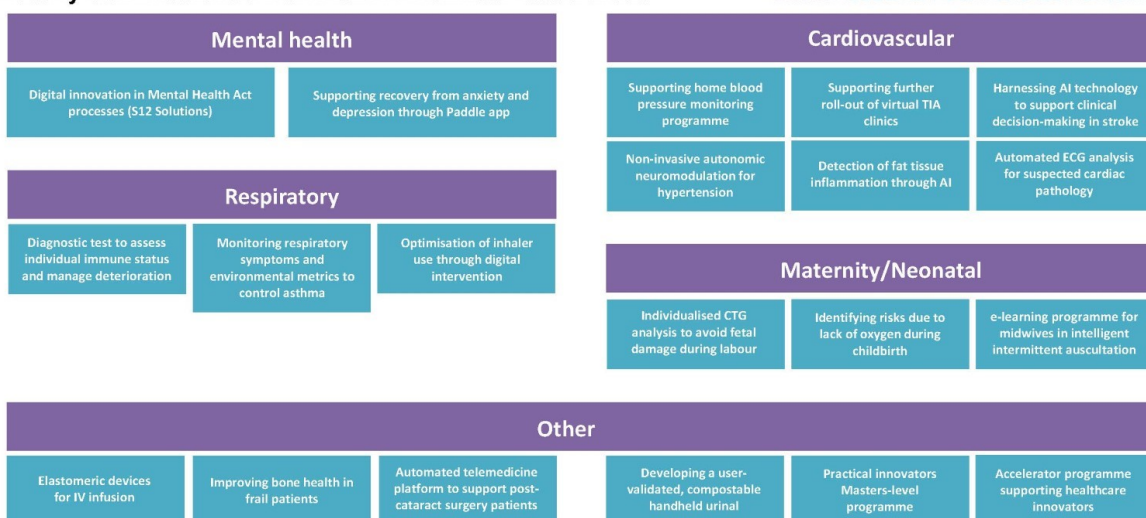 Mental health
Digital innovation in Mental Health Act
processes (S12 Solutions)
Supporting recovery from anxiety and
depression through Paddle app
Respiratory
Diagnostic test to assess
individual immune status
and manage deterioration
Monitoring respiratory
symptoms and
environmental metrics to
control asthma
Optimisation of inhaler
use through digital
intervention
Cardiovascular
Supporting home blood
pressure monitoring
programme
Supporting further
roll-out of virtual TIA
clinics
Harnessing AI technology
to support clinical
decision-making in stroke
Non-invasive autonomic
neuromodulation for
hypertension
Detection of fat tissue
inflammation through AI
Automated ECG analysis
for suspected cardiac
pathology
Maternity/Neonatal
Individualised CTG
analysis to avoid fetal
damage during labour
Identifying risks due to
lack of oxygen during
childbirth
e-learning programme for
midwives in intelligent
intermittent auscultation
Other
Elastomeric devices
for IV infusion
Improving bone health in
frail patients
Automated telemedicine
platform to support post-
cataract surgery patients
Developing a user-
validated, compostable
handheld urinal
Practical innovators
Masters-level
programme
Accelerator programme
supporting healthcare
innovators